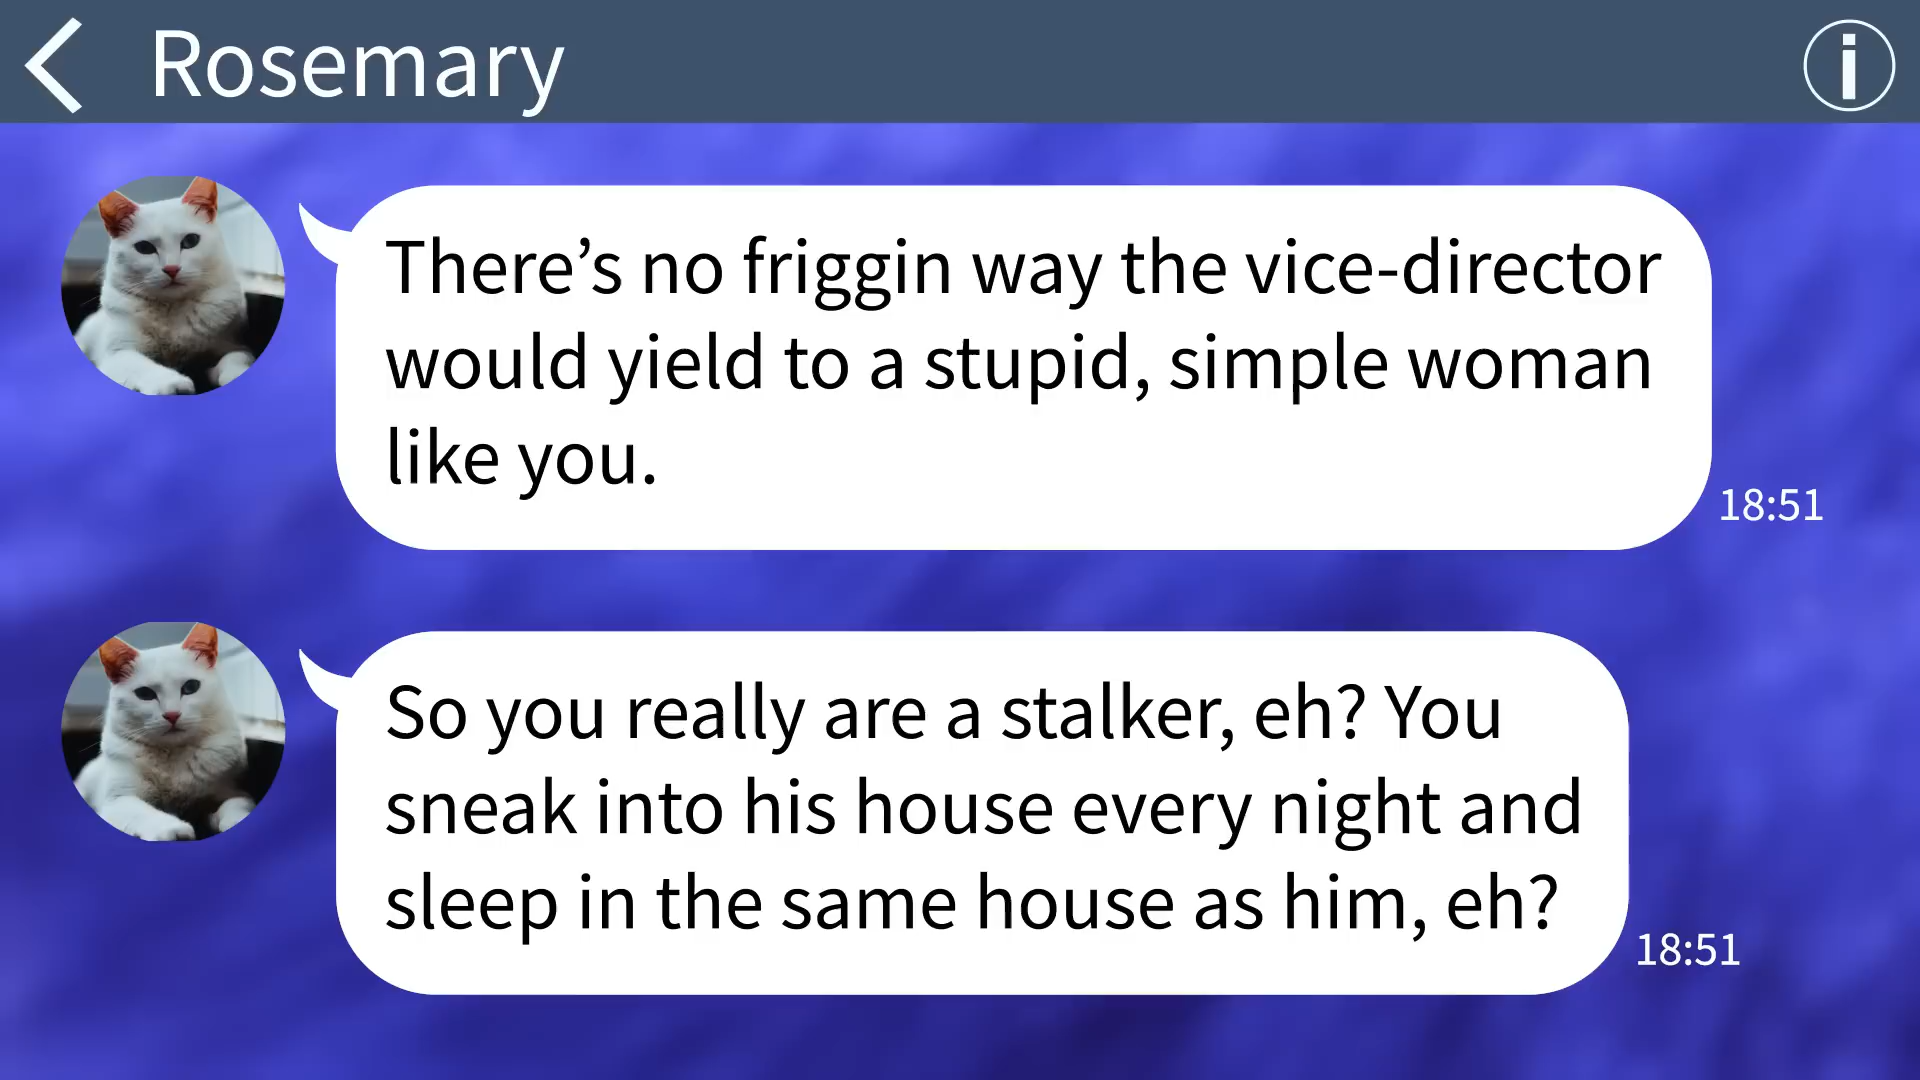 Rosemary
There’s no friggin way the vice-director
would yield to a stupid, simple woman
like you.
18:51
So you really are a stalker, eh? You
sneak into his house every night and
sleep in the same house as him, eh?
18:51